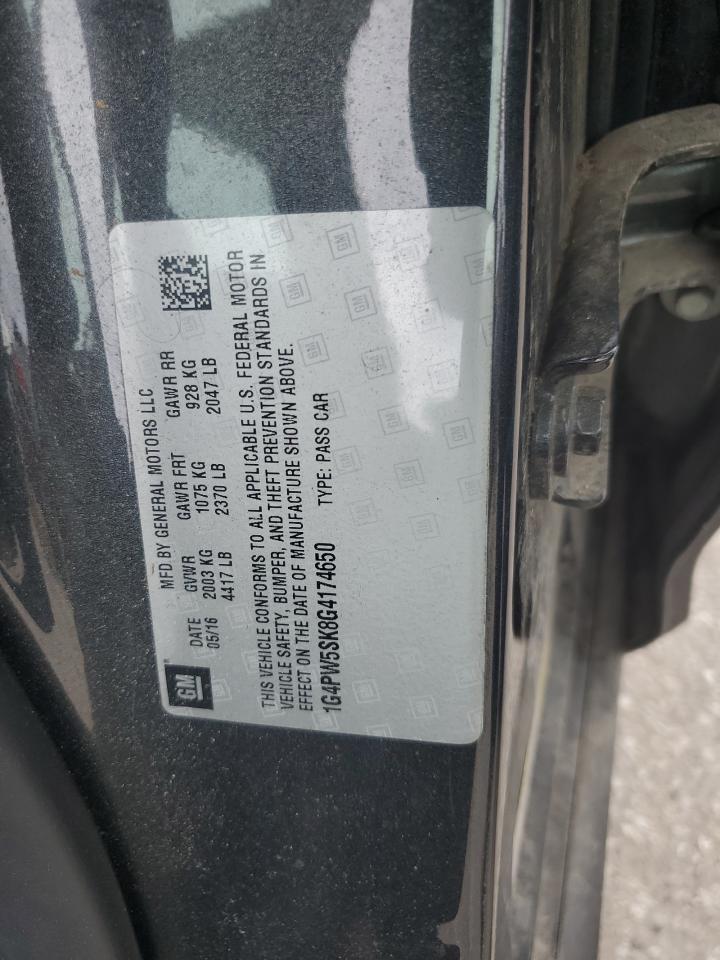 GM
MFD BY GENERAL MOTORS LLC
DATE GVWR GAWR FRT GAWR RR
05/16 2003 KG 1075 KG 928 KG
4417 LB 2370 LB 2047 LB
THIS VEHICLE CONFORMS TO ALL APPLICABLE U.S. FEDERAL MOTOR
VEHICLE SAFETY, BUMPER, AND THEFT PREVENTION STANDARDS IN
EFFECT ON THE DATE OF MANUFACTURE SHOWN ABOVE.
1G4PW5SK8G4174650 TYPE: PASS CAR